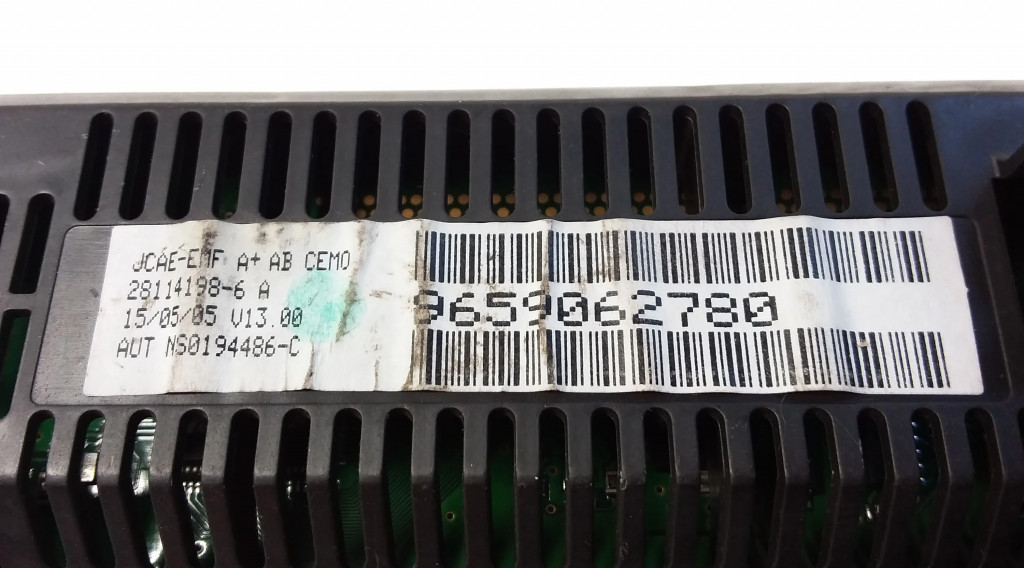 JCAE-EMF A+ AB CEMO
28114198-6 A
15/05/05 V13.00
AUT NS0194486-C
9659062780